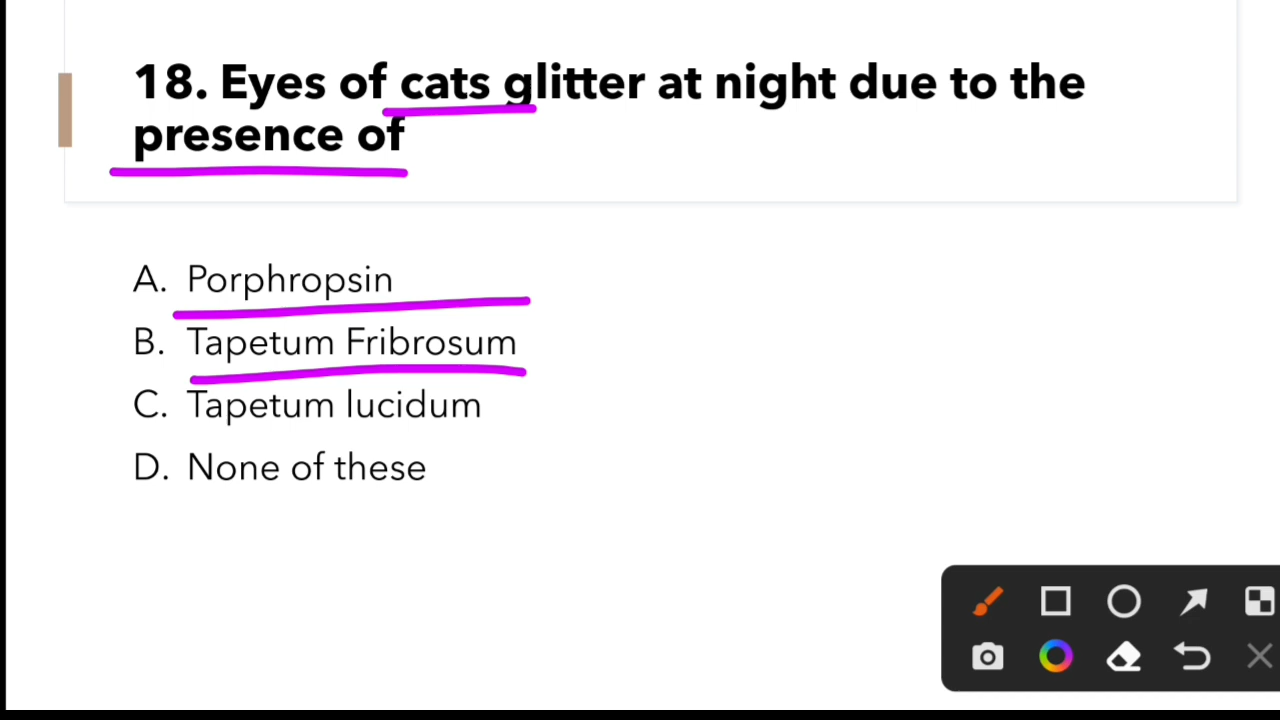 18. Eyes of cats glitter at night due to the
presence of
A. Porphropsin
B. Tapetum Fribrosum
C. Tapetum lucidum
D. None of these